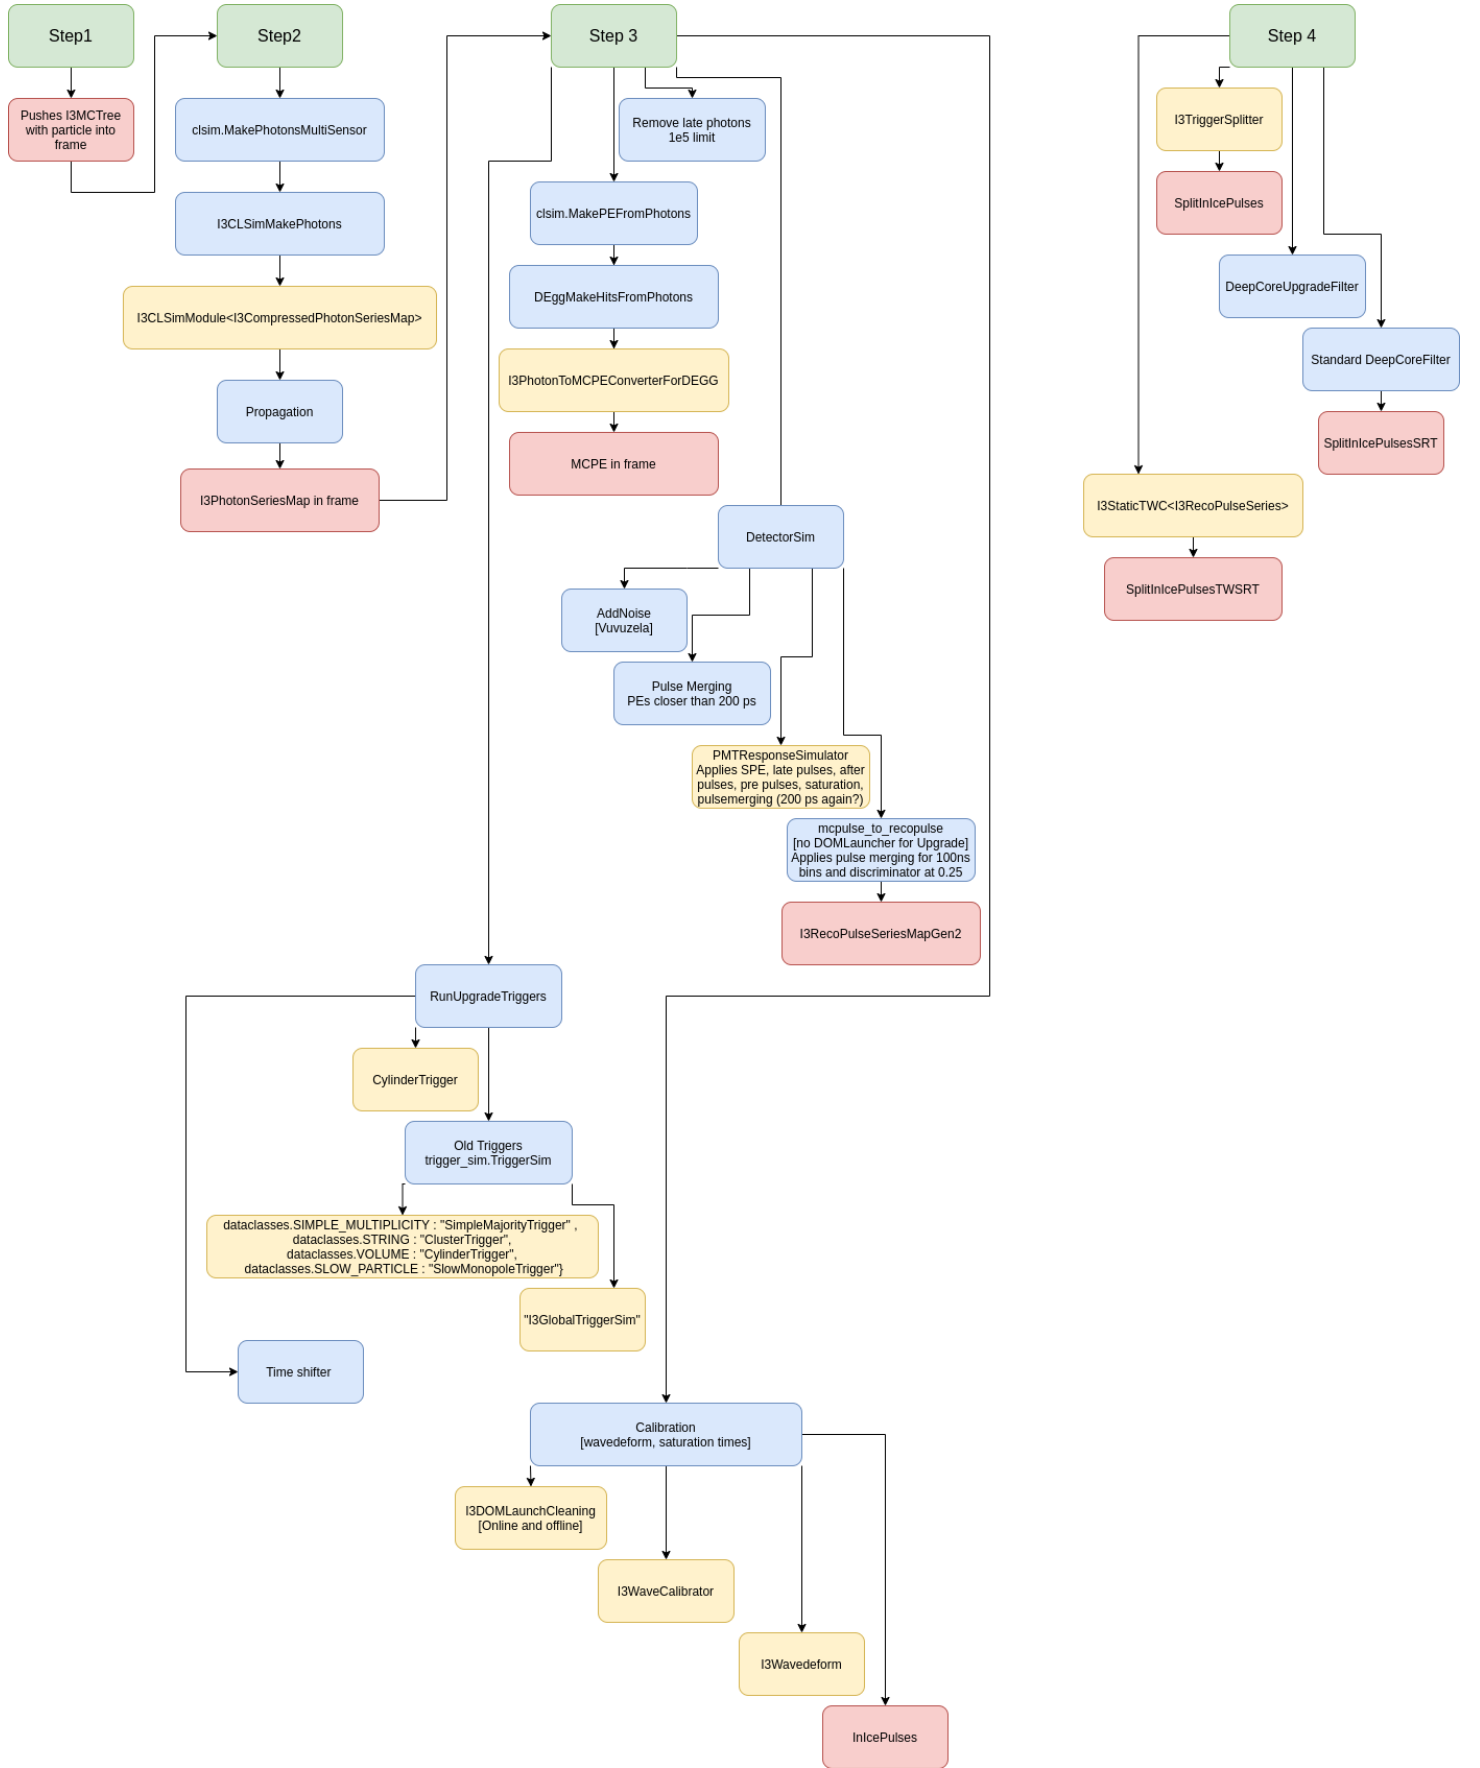 Step1
Pushes I3MCTree
with particle into
frame
Step2
clsim.MakePhotonsMultiSensor
I3CLSimMakePhotons
I3CLSimModule<I3CompressedPhotonSeriesMap>
Propagation
I3PhotonSeriesMap in frame
Step 3
Remove late photons
1e5 limit
clsim.MakePEFromPhotons
DEggMakeHitsFromPhotons
I3PhotonToMCPEConverterForDEGG
MCPE in frame
DetectorSim
AddNoise
[Vuvuzela]
Pulse Merging
PEs closer than 200 ps
PMTResponseSimulator
Applies SPE, late pulses, after
pulses, pre pulses, saturation,
pulsemerging (200 ps again?)
mcpulse_to_recopulse
[no DOMLauncher for Upgrade]
Applies pulse merging for 100ns
bins and discriminator at 0.25
I3RecoPulseSeriesMapGen2
RunUpgradeTriggers
CylinderTrigger
Old Triggers
trigger_sim.TriggerSim
dataclasses.SIMPLE_MULTIPLICITY : "SimpleMajorityTrigger" ,
dataclasses.STRING : "ClusterTrigger",
dataclasses.VOLUME : "CylinderTrigger",
dataclasses.SLOW_PARTICLE : "SlowMonopoleTrigger"}
"I3GlobalTriggerSim"
Time shifter
Calibration
[wavedeform, saturation times]
I3DOMLaunchCleaning
[Online and offline]
I3WaveCalibrator
I3Wavedeform
InIcePulses
Step 4
I3TriggerSplitter
SplitInIcePulses
DeepCoreUpgradeFilter
Standard DeepCoreFilter
SplitInIcePulsesSRT
I3StaticTWC<I3RecoPulseSeries>
SplitInIcePulsesTWSRT